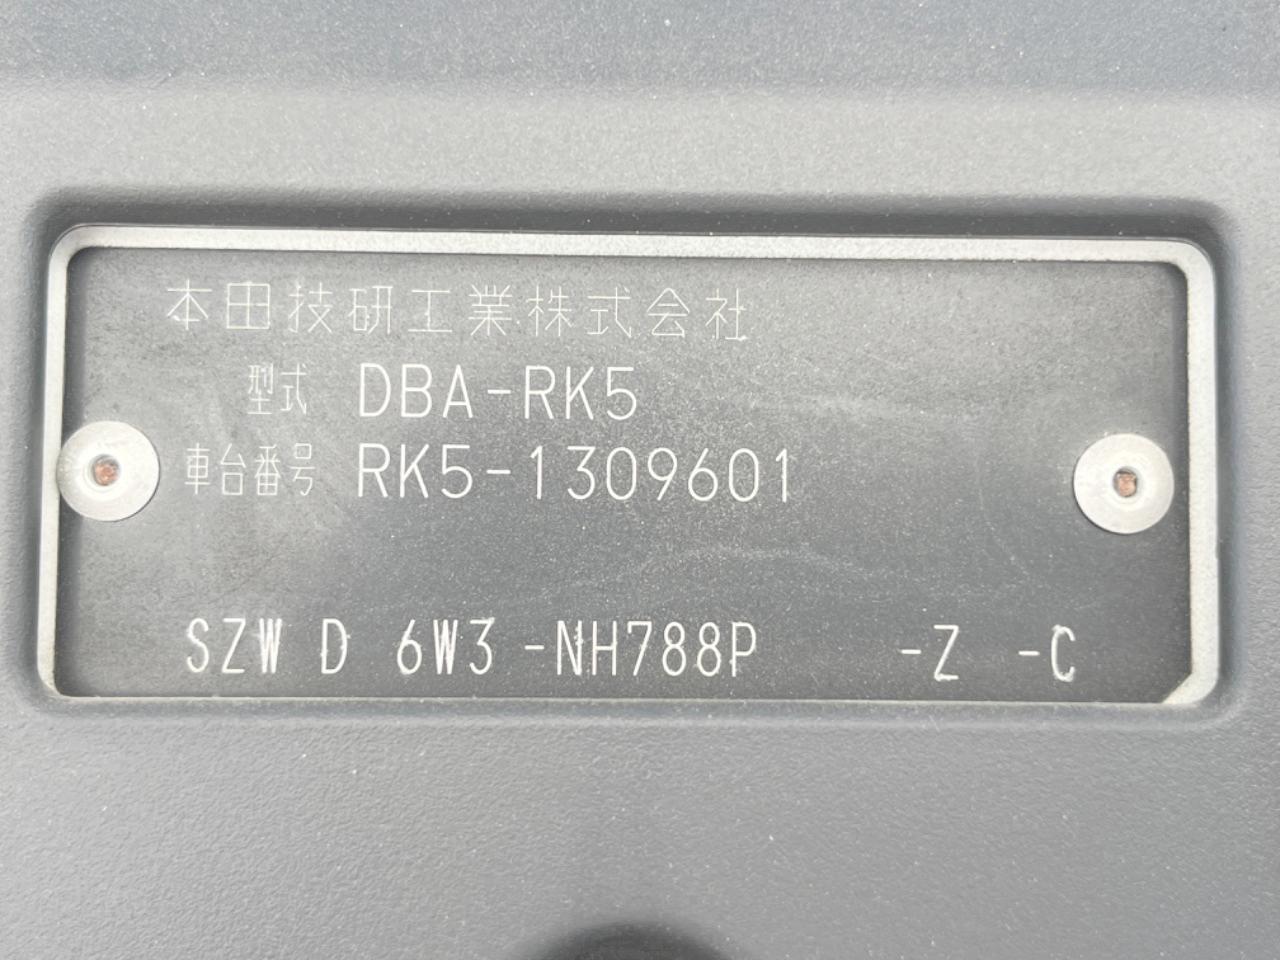 本田技研工業株式会社
型式 DBA-RK5
車台番号 RK5-1309601
SZW D 6W3 -NH788P -Z -C